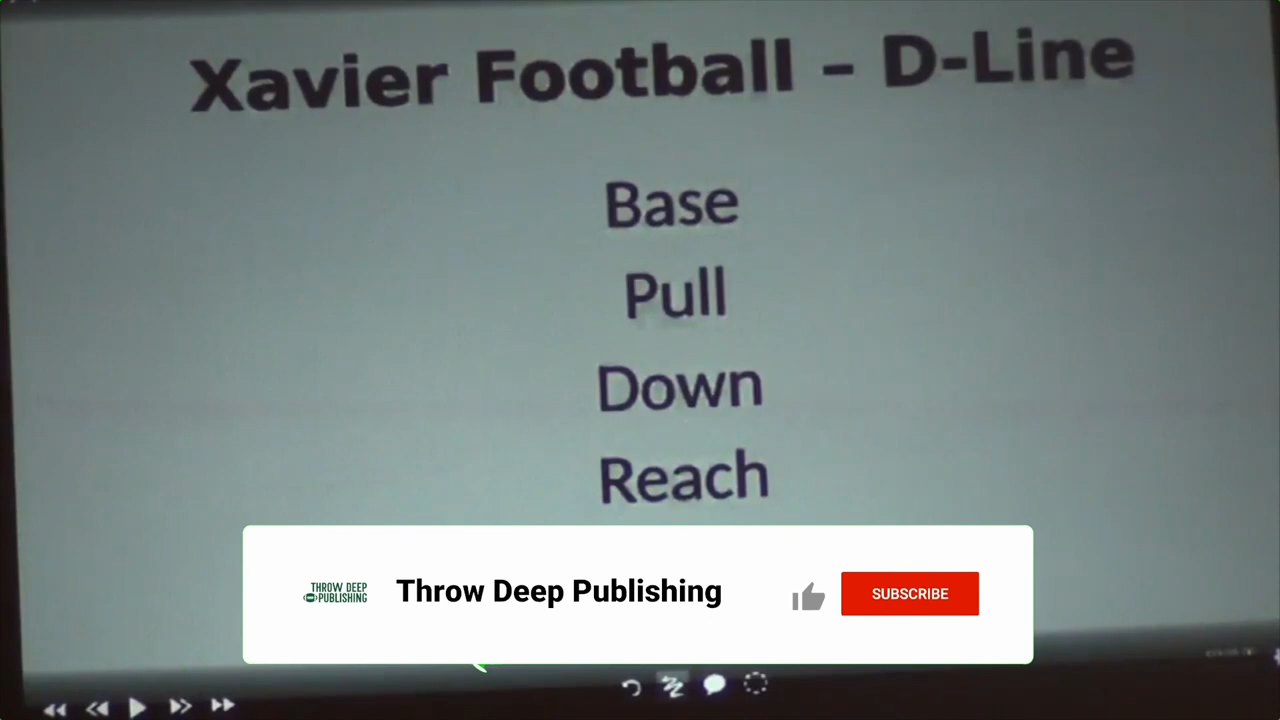 Xavier Football – D-Line
Base
Pull
Down
Reach
THROW DEEP
PUBLISHING
Throw Deep Publishing
SUBSCRIBE